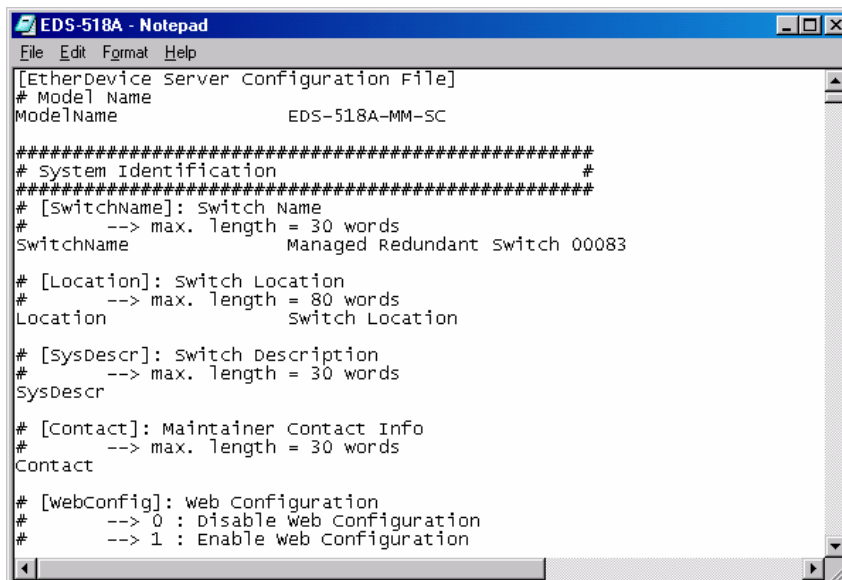 EDS-518A - Notepad
File Edit Format Help
[EtherDevice Server Configuration File]
# Model Name
ModelName EDS-518A-MM-SC
###################################################
# System Identification #
###################################################
# [SwitchName]: Switch Name
# --> max. length = 30 words
SwitchName Managed Redundant Switch 00083
# [Location]: Switch Location
# --> max. length = 80 words
Location Switch Location
# [SysDescr]: Switch Description
# --> max. length = 30 words
SysDescr
# [Contact]: Maintainer Contact Info
# --> max. length = 30 words
Contact
# [WebConfig]: Web Configuration
# --> 0 : Disable Web Configuration
# --> 1 : Enable Web Configuration